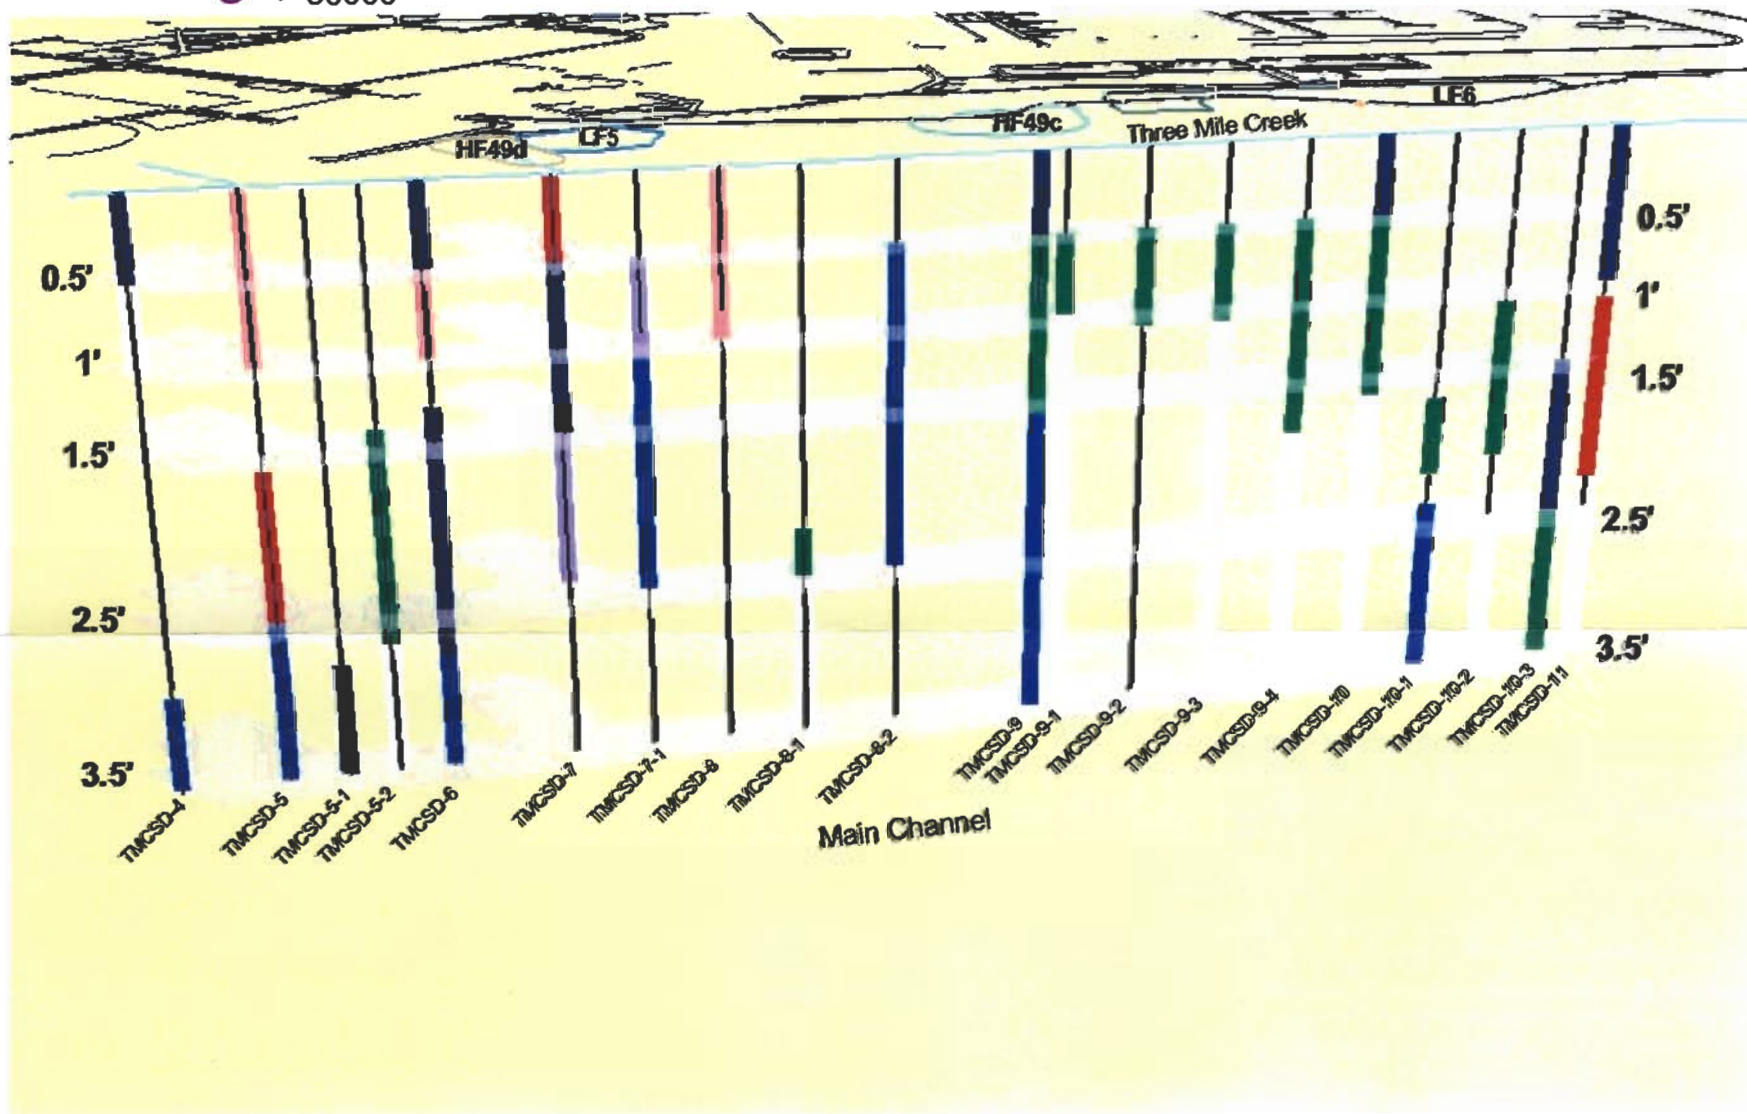 HF49d
LF5
HF49c
Three Mile Creek
LF6
0.5'
1'
1.5'
2.5'
3.5'
0.5'
1'
1.5'
2.5'
3.5'
TMCSD-4
TMCSD-5
TMCSD-5-1
TMCSD-5-2
TMCSD-6
TMCSD-7
TMCSD-7-1
TMCSD-8
TMCSD-8-1
TMCSD-8-2
TMCSD-9
TMCSD-9-1
TMCSD-9-2
TMCSD-9-3
TMCSD-9-4
TMCSD-10
TMCSD-10-1
TMCSD-10-2
TMCSD-10-3
TMCSD-11
Main Channel